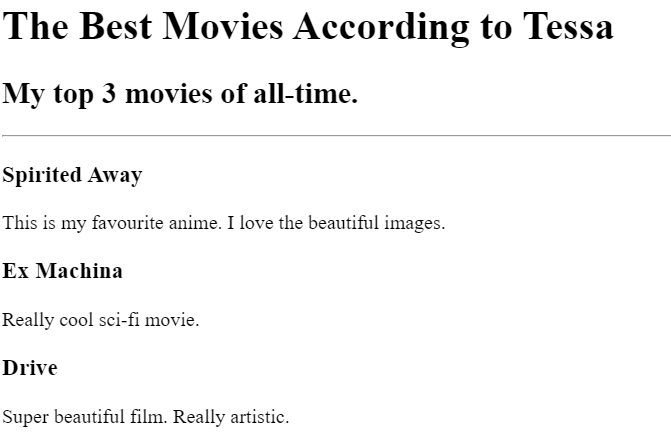 The Best Movies According to Tessa
My top 3 movies of all-time.
Spirited Away
This is my favourite anime. I love the beautiful images.
Ex Machina
Really cool sci-fi movie.
Drive
Super beautiful film. Really artistic.